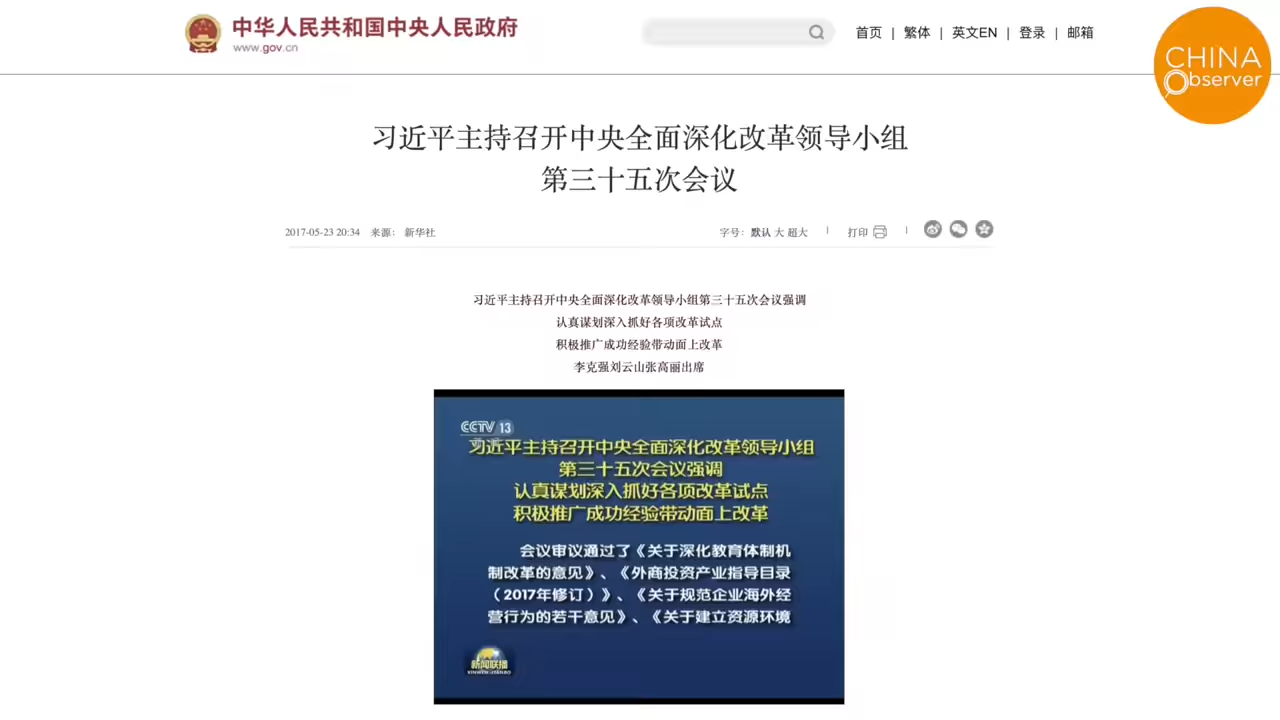 中华人民共和国中央人民政府
www.gov.cn
首页 | 繁体 | 英文EN | 登录 | 邮箱
CHINA
Observer
习近平主持召开中央全面深化改革领导小组
第三十五次会议
2017-05-23 20:34 来源: 新华社
字号: 默认 大 超大 | 打印 |
习近平主持召开中央全面深化改革领导小组第三十五次会议强调
认真谋划深入抓好各项改革试点
积极推广成功经验带动面上改革
李克强刘云山张高丽出席
CCTV 13
习近平主持召开中央全面深化改革领导小组
第三十五次会议强调
认真谋划深入抓好各项改革试点
积极推广成功经验带动面上改革
会议审议通过了《关于深化教育体制机
制改革的意见》、《外商投资产业指导目录
（2017年修订）》、《关于规范企业海外经
营行为的若干意见》、《关于建立资源环境
新闻联播
XINWEN LIANBO